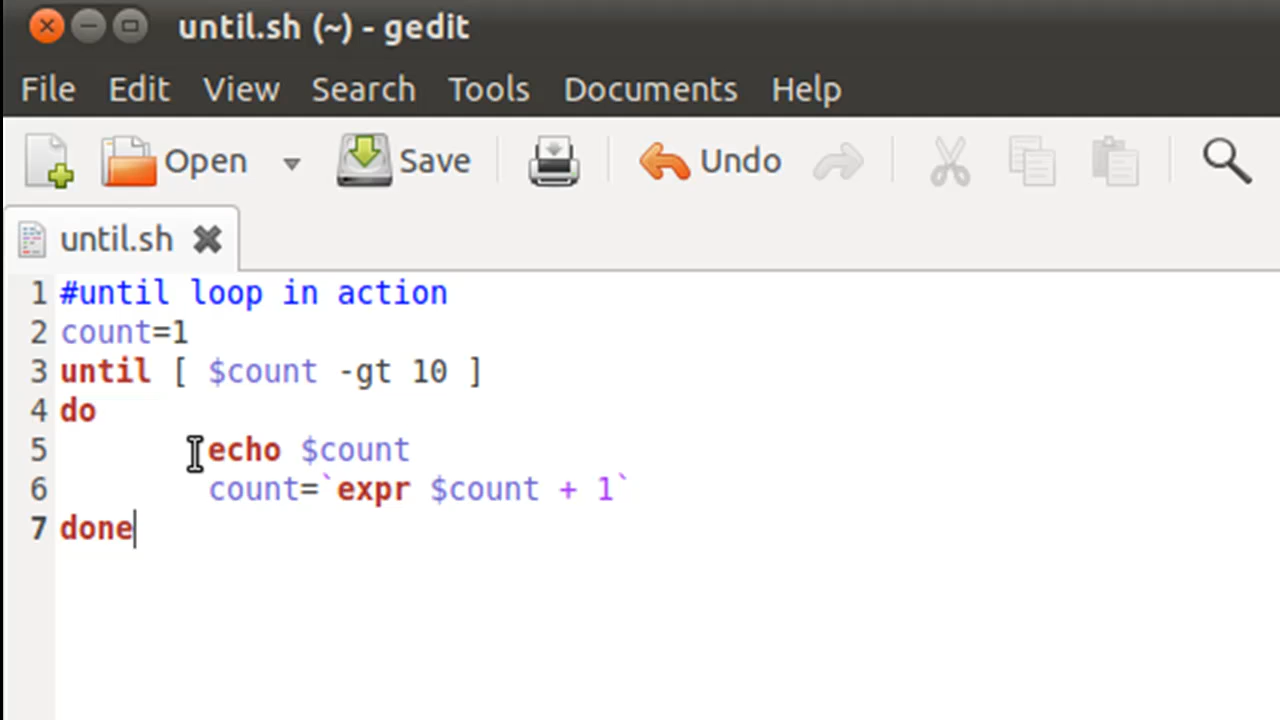 until.sh (~) - gedit
File Edit View Search Tools Documents Help
Open Save Undo
until.sh
1 #until loop in action
2 count=1
3 until [ $count -gt 10 ]
4 do
5 echo $count
6 count=`expr $count + 1`
7 done